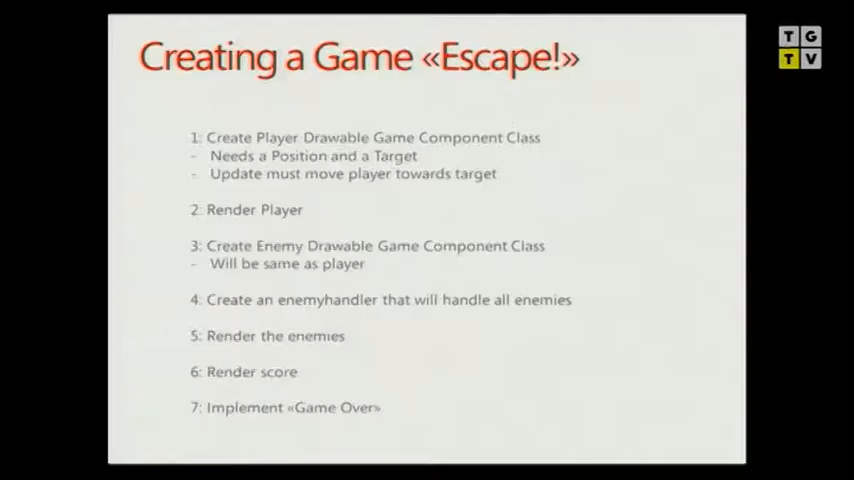 Creating a Game «Escape!»
1: Create Player Drawable Game Component Class
- Needs a Position and a Target
- Update must move player towards target
2: Render Player
3: Create Enemy Drawable Game Component Class
- Will be same as player
4: Create an enemyhandler that will handle all enemies
5: Render the enemies
6: Render score
7: Implement «Game Over»
TG
TV